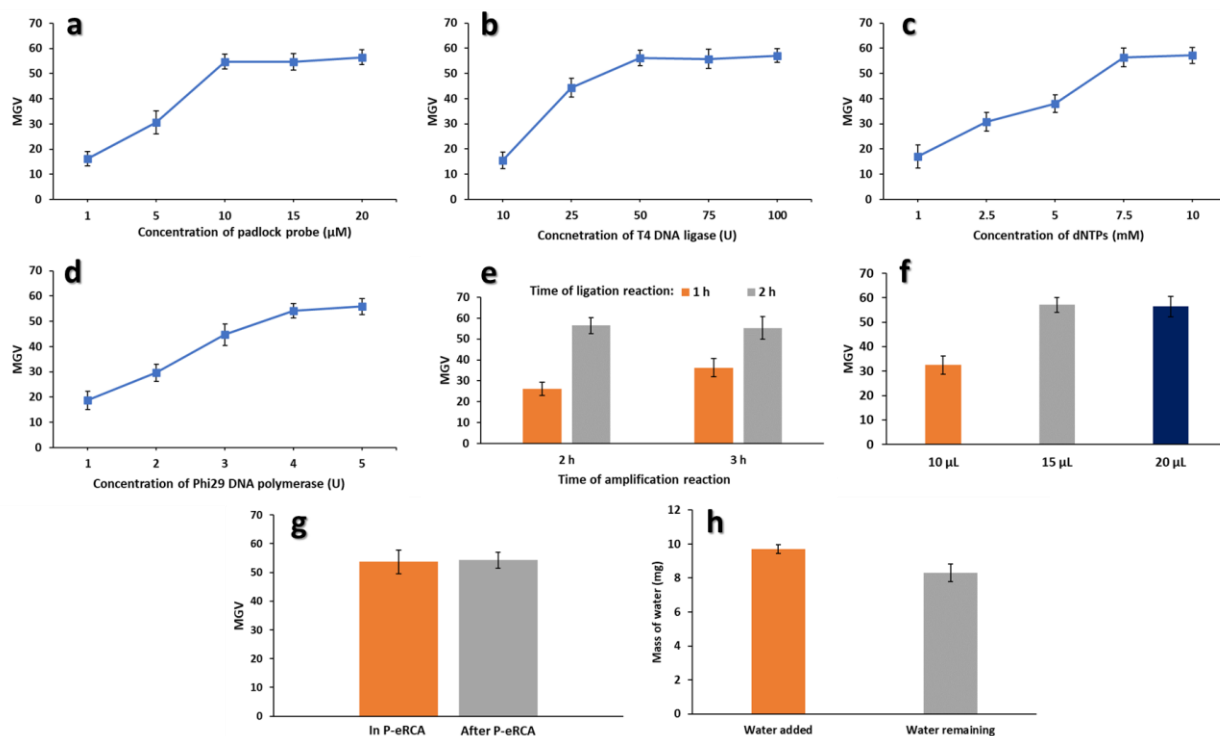 a
70
60
50
40
30
20
10
0
MGV
1 5 10 15 20
Concentration of padlock probe (µM)
b
70
60
50
40
30
20
10
0
MGV
10 25 50 75 100
Concnetration of T4 DNA ligase (U)
c
70
60
50
40
30
20
10
0
MGV
1 2.5 5 7.5 10
Concentration of dNTPs (mM)
d
70
60
50
40
30
20
10
0
MGV
1 2 3 4 5
Concentration of Phi29 DNA polymerase (U)
e
Time of ligation reaction: 1 h 2 h
70
60
50
40
30
20
10
0
MGV
2 h 3 h
Time of amplification reaction
f
70
60
50
40
30
20
10
0
MGV
10 µL 15 µL 20 µL
g
70
60
50
40
30
20
10
0
MGV
In P-eRCA After P-eRCA
h
12
10
8
6
4
2
0
Mass of water (mg)
Water added Water remaining